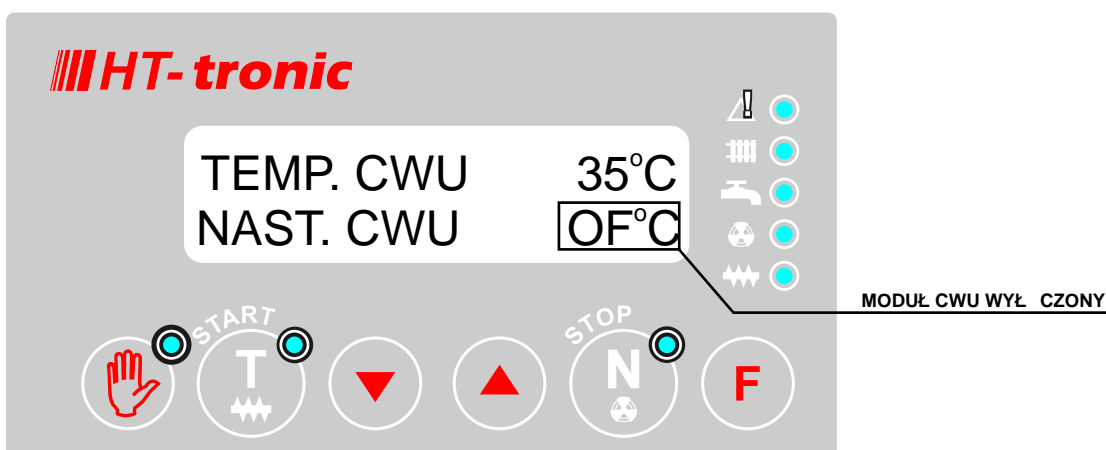 HT-tronic
TEMP. CWU 35°C
NAST. CWU OF°C
MODUŁ CWU WYŁ CZONY
START
STOP
T
N
F